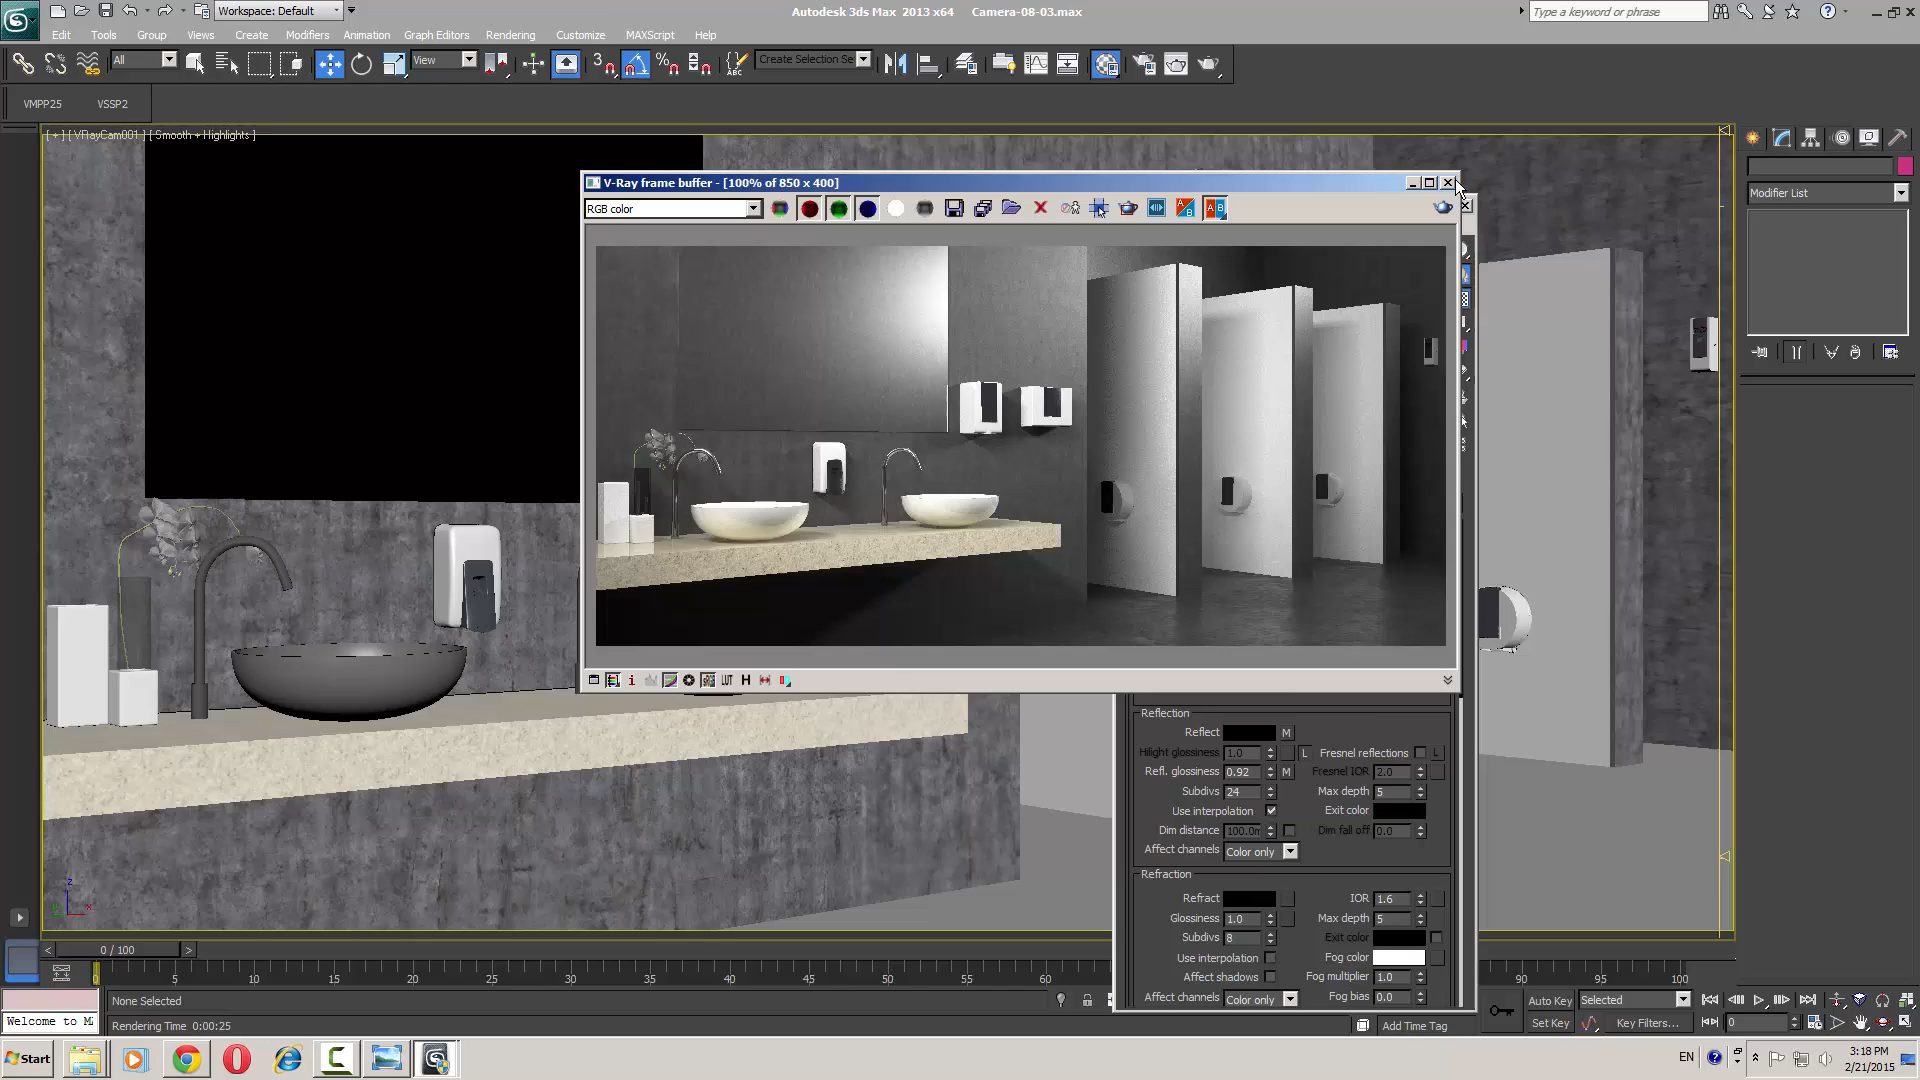 Workspace: Default
Autodesk 3ds Max 2013 x64 Camera-08-03.max
Type a keyword or phrase
Edit Tools Group Views Create Modifiers Animation Graph Editors Rendering Customize MAXScript Help
All
View
3
ABC
Create Selection Se
VMPP25 VSSP2
[ + ] [ VRayCam001 ] [ Smooth + Highlights ]
V-Ray frame buffer - [100% of 850 x 400]
RGB color
Modifier List
LUT H
Reflection
Reflect M
Hilight glossiness 1.0 L Fresnel reflections L
Refl. glossiness 0.92 M Fresnel IOR 2.0
Subdivs 24 Max depth 5
Use interpolation Exit color
Dim distance 100.0m Dim fall off 0.0
Affect channels Color only
Refraction
Refract IOR 1.6
Glossiness 1.0 Max depth 5
Subdivs 8 Exit color
Use interpolation Fog color
Affect shadows Fog multiplier 1.0
Affect channels Color only Fog bias 0.0
z
x
0 / 100
0 5 10 15 20 25 30 35 40 45 50 55 60 90 95 100
None Selected
Auto Key Selected
Welcome to M
Rendering Time 0:00:25
Add Time Tag
Set Key Key Filters... 0
Start
EN
3:18 PM
2/21/2015